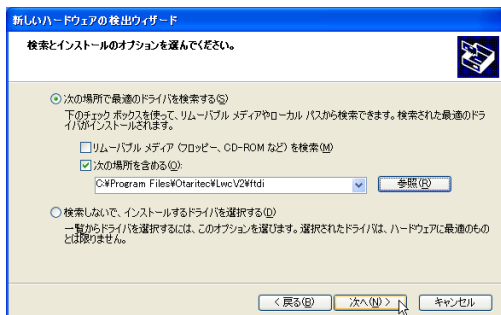 新しいハードウェアの検出ウィザード
検索とインストールのオプションを選んでください。
次の場所で最適のドライバを検索する(S)
下のチェック ボックスを使って、リムーバブル メディアやローカル パスから検索できます。検索された最適のドラ
イバがインストールされます。
リムーバブル メディア (フロッピー、CD-ROM など) を検索(M)
次の場所を含める(O):
C:¥Program Files¥Otaritec¥LwcV2¥ftdi
参照(R)
検索しないで、インストールするドライバを選択する(D)
一覧からドライバを選択するには、このオプションを選びます。選択されたドライバは、ハードウェアに最適のもの
とは限りません。
< 戻る(B) 次へ(N) > キャンセル